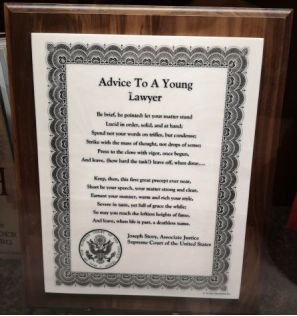 Advice To A Young
Lawyer
Be brief, be pointed; let your matter stand
Lucid in order, solid, and at hand;
Spend not your words on trifles, but condense;
Strike with the mass of thought, not drops of sense;
Press to the close with vigor, once begun,
And leave, (how hard the task!) leave off, when done....
Keep, then, this first great precept ever near,
Short be your speech, your matter strong and clear,
Earnest your manner, warm and rich your style,
Severe in taste, yet full of grace the while;
So may you reach the loftiest heights of fame,
And leave, when life is past, a deathless name.
Joseph Story, Associate Justice
Supreme Court of the United States